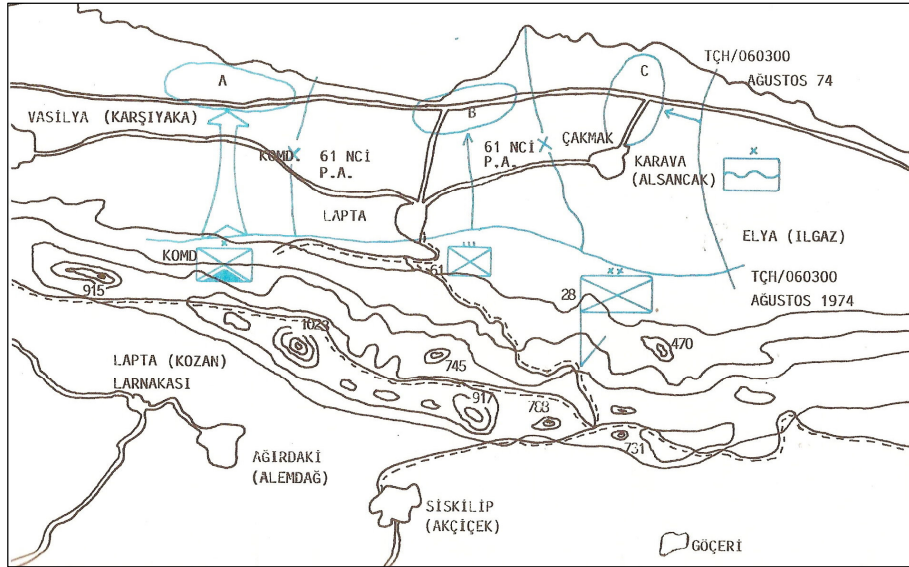 TÇH/060300
AĞUSTOS 74
A
B
C
VASİLYA (KARŞIYAKA)
KOMD.
61 NCİ
P.A.
61 NCİ
P.A.
ÇAKMAK
KARAVA
(ALSANCAK)
LAPTA
ELYA (ILGAZ)
KOMD
61
28
TÇH/060300
AĞUSTOS 1974
915
1023
745
470
917
768
731
LAPTA (KOZAN)
LARNAKASI
AĞIRDAKİ
(ALEMDAĞ)
SİSKİLİP
(AKÇİÇEK)
GÖÇERİ